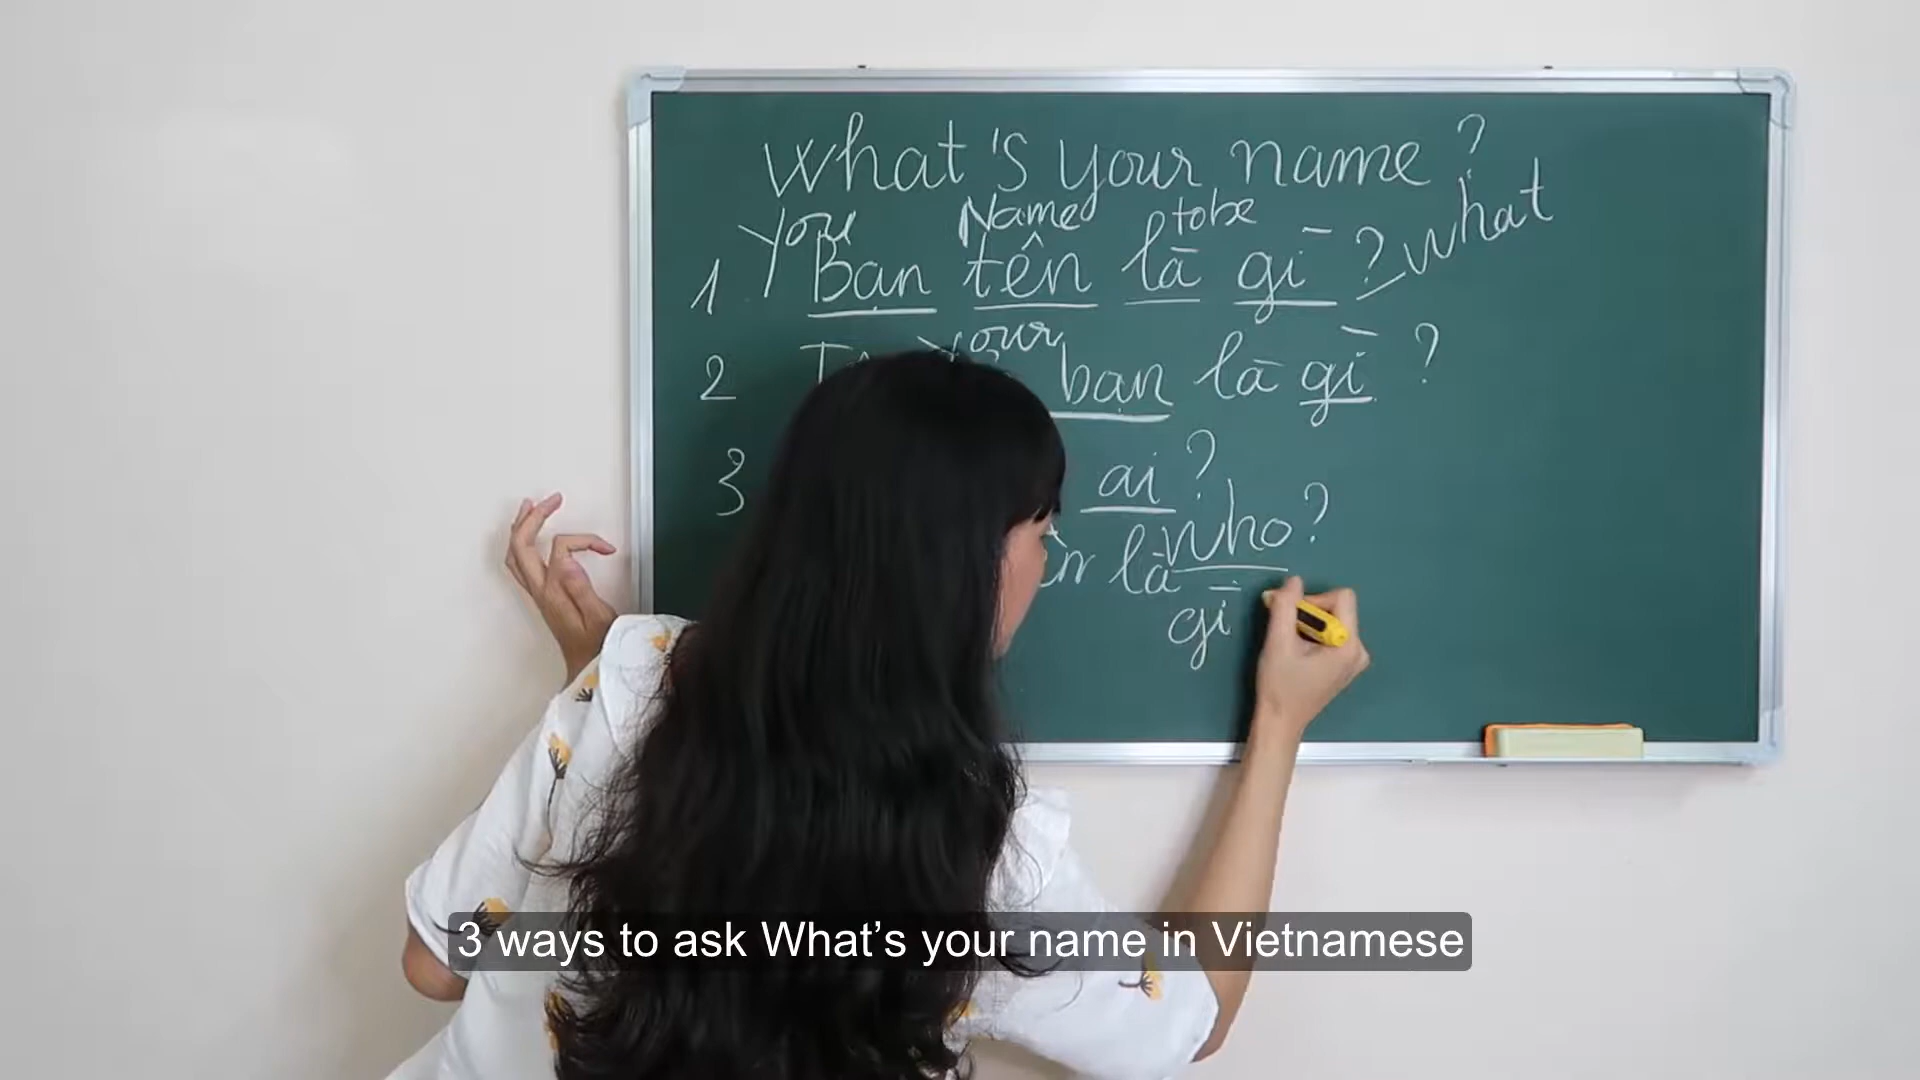 What's your name?
You Name to be what
1 Bạn tên là gì?
your
2 bạn là gì?
3 ai?
who?
là
gì
3 ways to ask What’s your name in Vietnamese